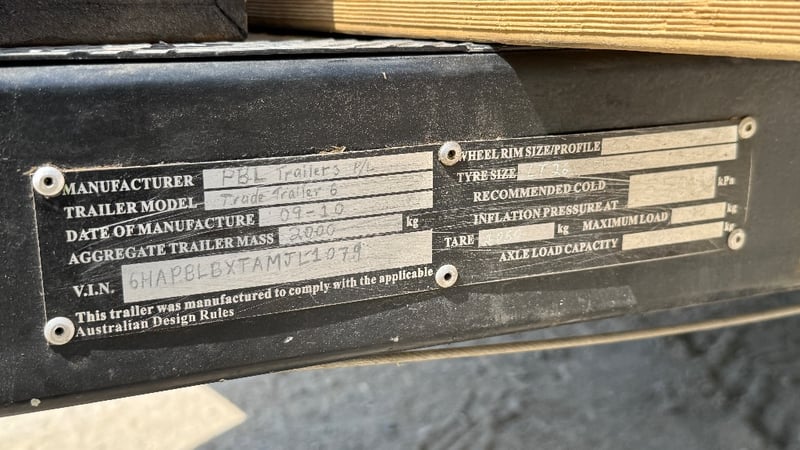 MANUFACTURER PBL Trailers P/L
TRAILER MODEL Trade Trailer 6
DATE OF MANUFACTURE 09-10
AGGREGATE TRAILER MASS 2000 kg
V.I.N. 6HAPBLBXTAMJL1079
This trailer was manufactured to comply with the applicable
Australian Design Rules
WHEEL RIM SIZE/PROFILE
TYRE SIZE
RECOMMENDED COLD
INFLATION PRESSURE AT kPa
MAXIMUM LOAD kg
TARE kg
AXLE LOAD CAPACITY kg